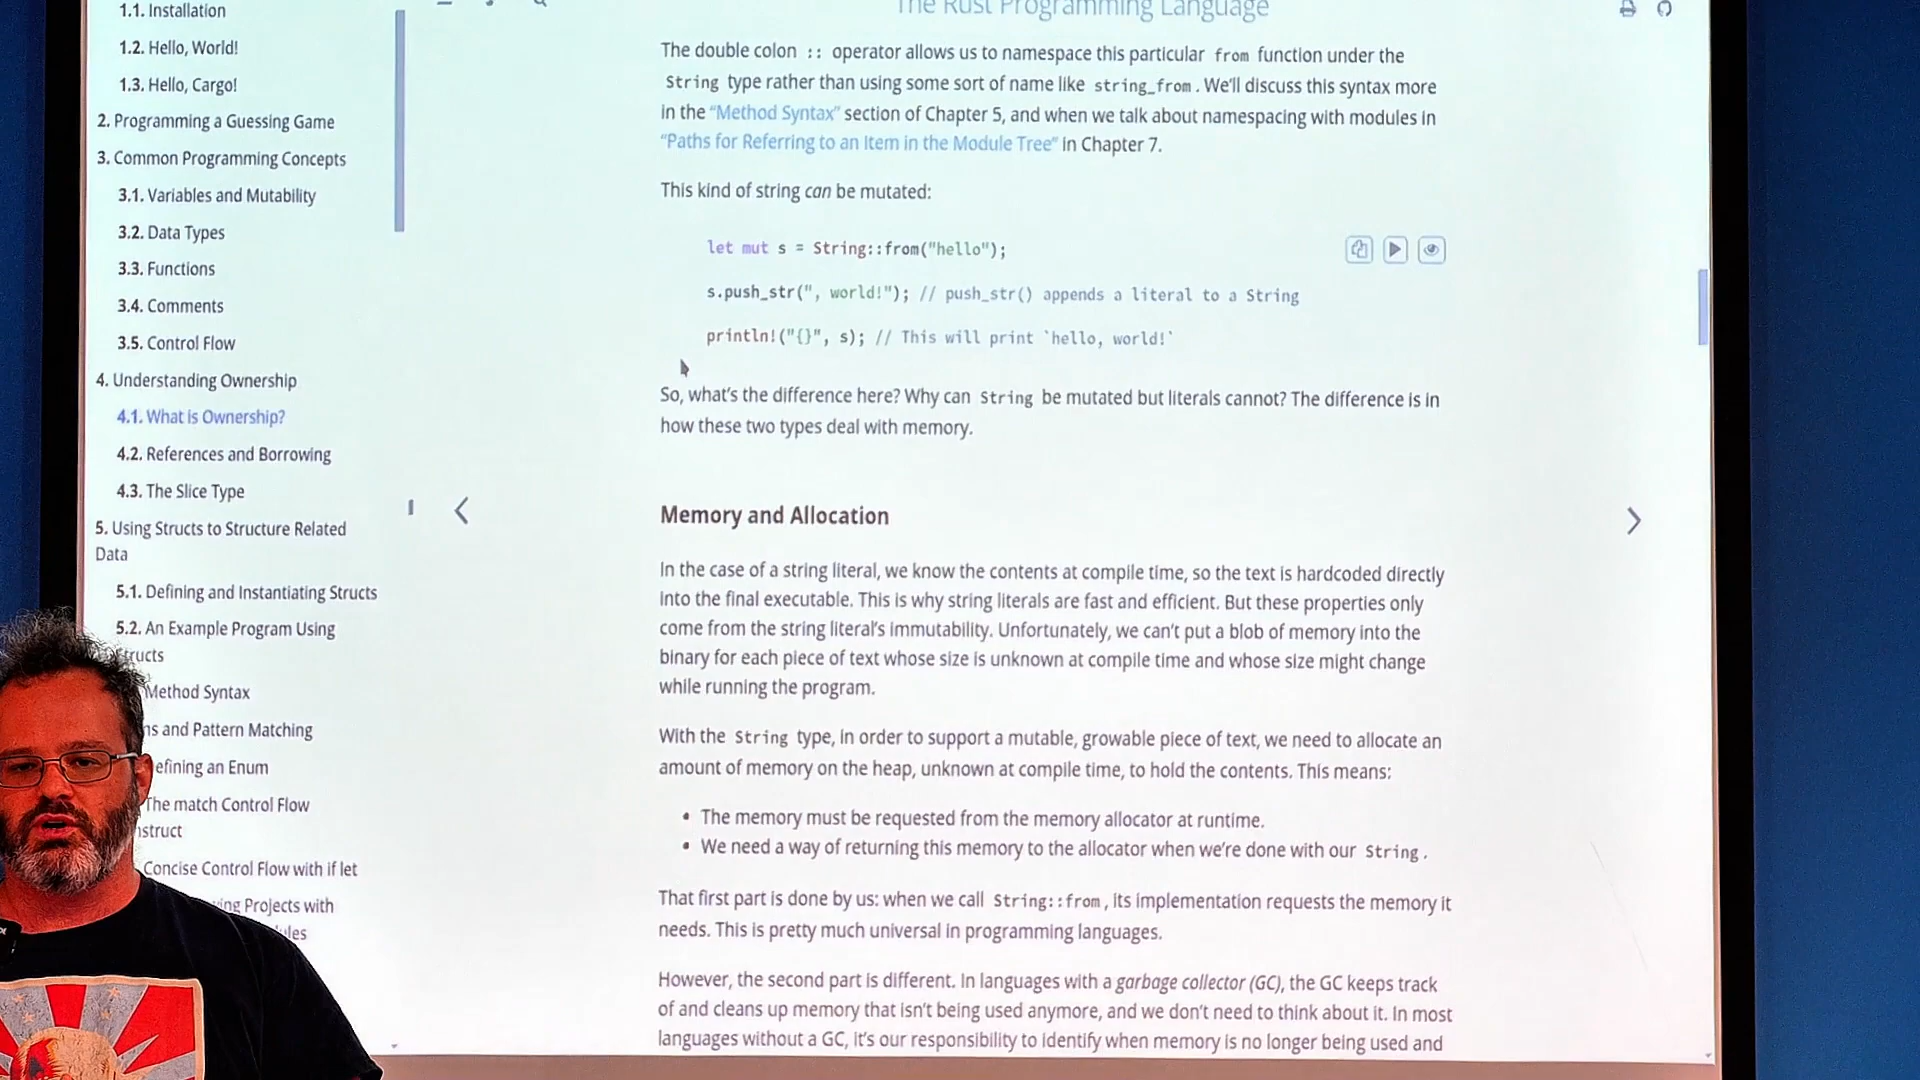 1.1. Installation
1.2. Hello, World!
1.3. Hello, Cargo!
2. Programming a Guessing Game
3. Common Programming Concepts
3.1. Variables and Mutability
3.2. Data Types
3.3. Functions
3.4. Comments
3.5. Control Flow
4. Understanding Ownership
4.1. What is Ownership?
4.2. References and Borrowing
4.3. The Slice Type
5. Using Structs to Structure Related
Data
5.1. Defining and Instantiating Structs
5.2. An Example Program Using
tructs
Method Syntax
ns and Pattern Matching
efining an Enum
The match Control Flow
nstruct
Concise Control Flow with if let
ing Projects with
ules
The Rust Programming Language
The double colon :: operator allows us to namespace this particular from function under the
String type rather than using some sort of name like string_from. We'll discuss this syntax more
in the “Method Syntax” section of Chapter 5, and when we talk about namespacing with modules in
“Paths for Referring to an Item in the Module Tree” in Chapter 7.
This kind of string can be mutated:
let mut s = String::from("hello");
s.push_str(", world!"); // push_str() appends a literal to a String
println!("{}", s); // This will print `hello, world!`
So, what's the difference here? Why can String be mutated but literals cannot? The difference is in
how these two types deal with memory.
Memory and Allocation
In the case of a string literal, we know the contents at compile time, so the text is hardcoded directly
into the final executable. This is why string literals are fast and efficient. But these properties only
come from the string literal's immutability. Unfortunately, we can't put a blob of memory into the
binary for each piece of text whose size is unknown at compile time and whose size might change
while running the program.
With the String type, in order to support a mutable, growable piece of text, we need to allocate an
amount of memory on the heap, unknown at compile time, to hold the contents. This means:
• The memory must be requested from the memory allocator at runtime.
• We need a way of returning this memory to the allocator when we're done with our String.
That first part is done by us: when we call String::from, its implementation requests the memory it
needs. This is pretty much universal in programming languages.
However, the second part is different. In languages with a garbage collector (GC), the GC keeps track
of and cleans up memory that isn't being used anymore, and we don't need to think about it. In most
languages without a GC, it's our responsibility to identify when memory is no longer being used and